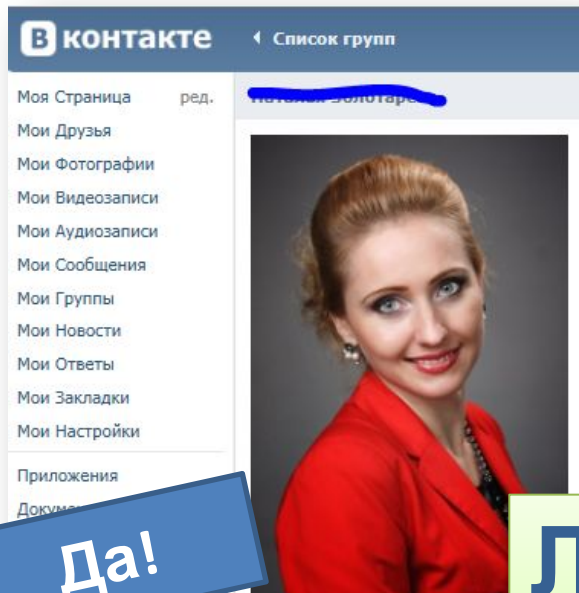 В контакте
Список групп
Моя Страница ред.
Мои Друзья
Мои Фотографии
Мои Видеозаписи
Мои Аудиозаписи
Мои Сообщения
Мои Группы
Мои Новости
Мои Ответы
Мои Закладки
Мои Настройки
Приложения
Да!